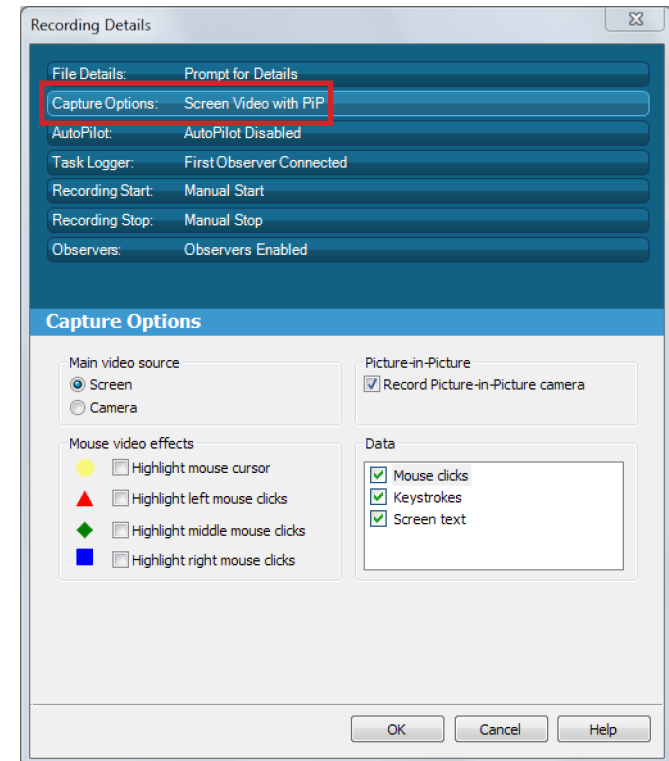 Recording Details
File Details: Prompt for Details
Capture Options: Screen Video with PiP
AutoPilot: AutoPilot Disabled
Task Logger: First Observer Connected
Recording Start: Manual Start
Recording Stop: Manual Stop
Observers: Observers Enabled
Capture Options
Main video source
Screen
Camera
Picture-in-Picture
Record Picture-in-Picture camera
Mouse video effects
Highlight mouse cursor
Highlight left mouse clicks
Highlight middle mouse clicks
Highlight right mouse clicks
Data
Mouse clicks
Keystrokes
Screen text
OK Cancel Help